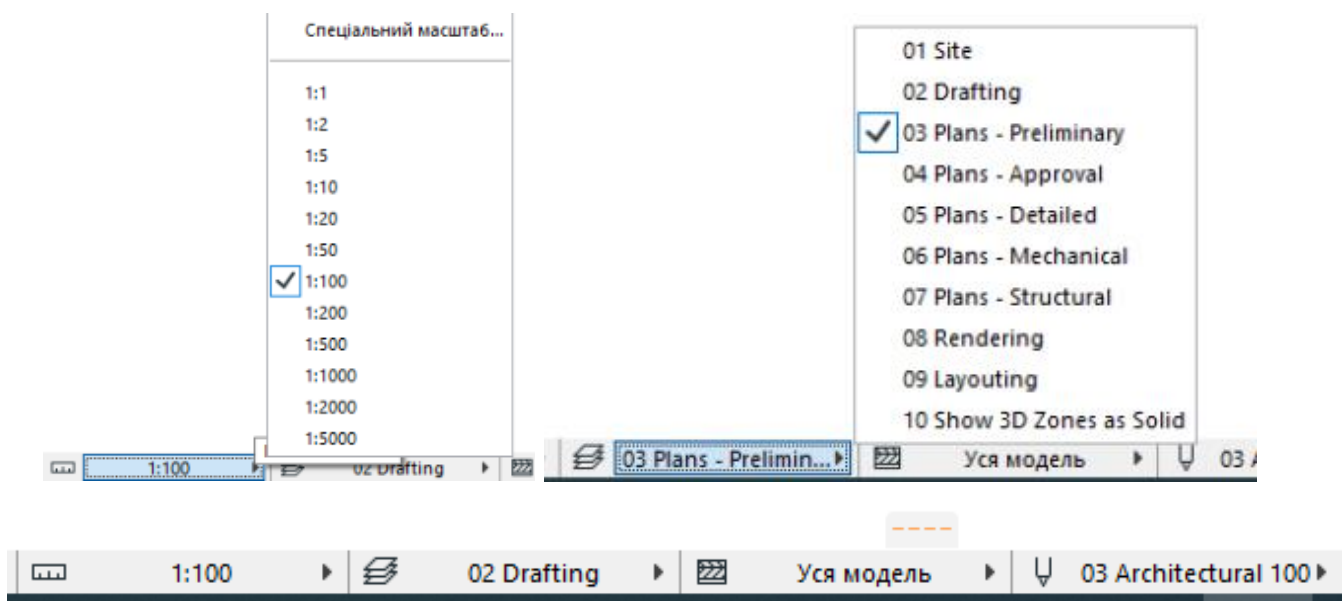 Спеціальний масштаб...
1:1
1:2
1:5
1:10
1:20
1:50
1:100
1:200
1:500
1:1000
1:2000
1:5000
1:100
02 Drafting
01 Site
02 Drafting
03 Plans - Preliminary
04 Plans - Approval
05 Plans - Detailed
06 Plans - Mechanical
07 Plans - Structural
08 Rendering
09 Layouting
10 Show 3D Zones as Solid
03 Plans - Prelimin... Уся модель 03
1:100 02 Drafting Уся модель 03 Architectural 100